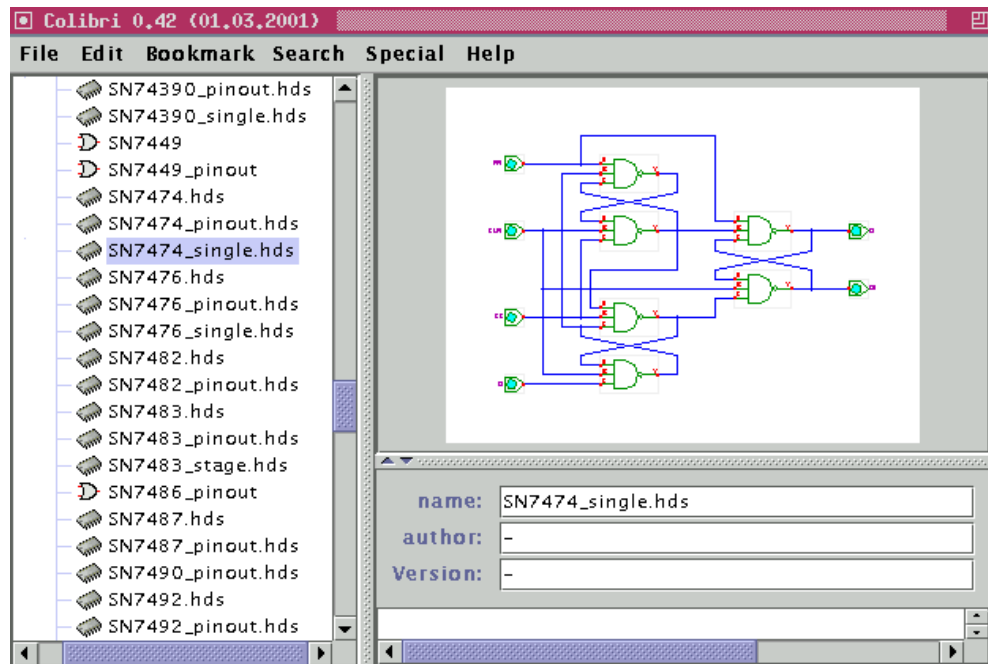 Colibri 0.42 (01.03.2001)
File Edit Bookmark Search Special Help
SN74390_pinout.hds
SN74390_single.hds
SN7449
SN7449_pinout
SN7474.hds
SN7474_pinout.hds
SN7474_single.hds
SN7476.hds
SN7476_pinout.hds
SN7476_single.hds
SN7482.hds
SN7482_pinout.hds
SN7483.hds
SN7483_pinout.hds
SN7483_stage.hds
SN7486_pinout
SN7487.hds
SN7487_pinout.hds
SN7490_pinout.hds
SN7492.hds
SN7492_pinout.hds
name: SN7474_single.hds
author: -
Version: -